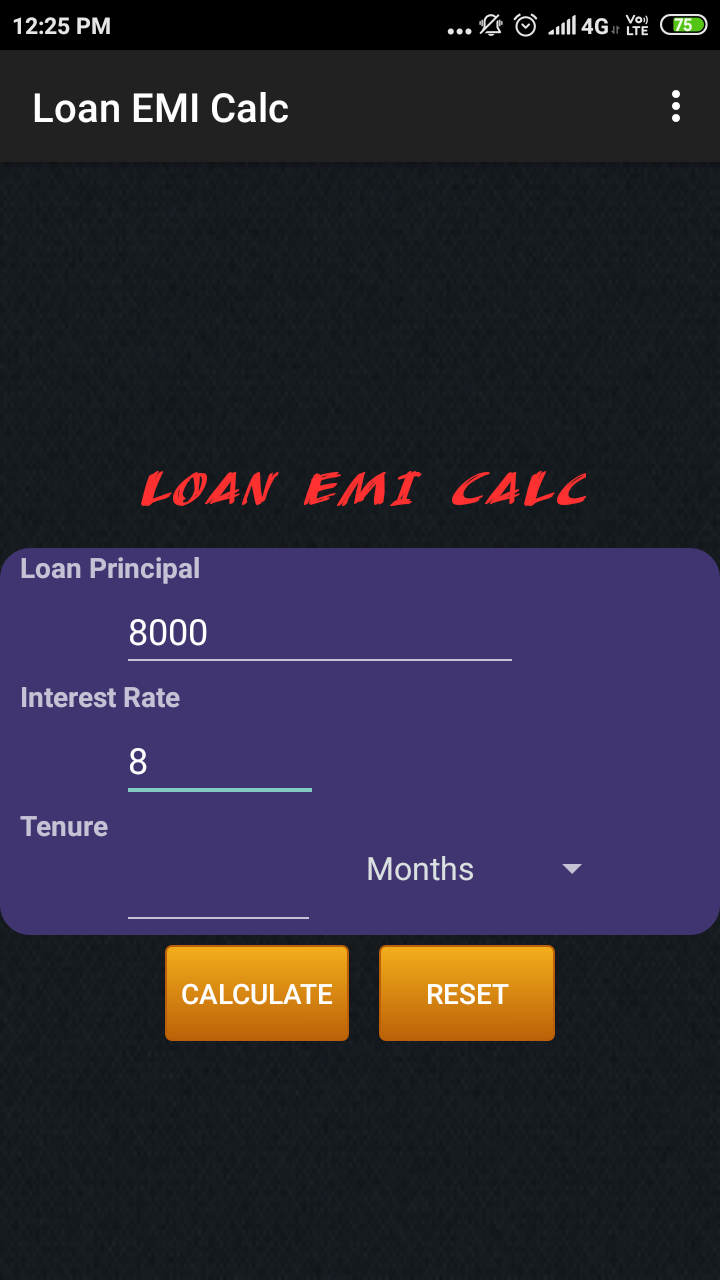 12:25 PM 4G Vo) LTE 75
Loan EMI Calc
LOAN EMI CALC
Loan Principal
8000
Interest Rate
8
Tenure
Months
CALCULATE RESET